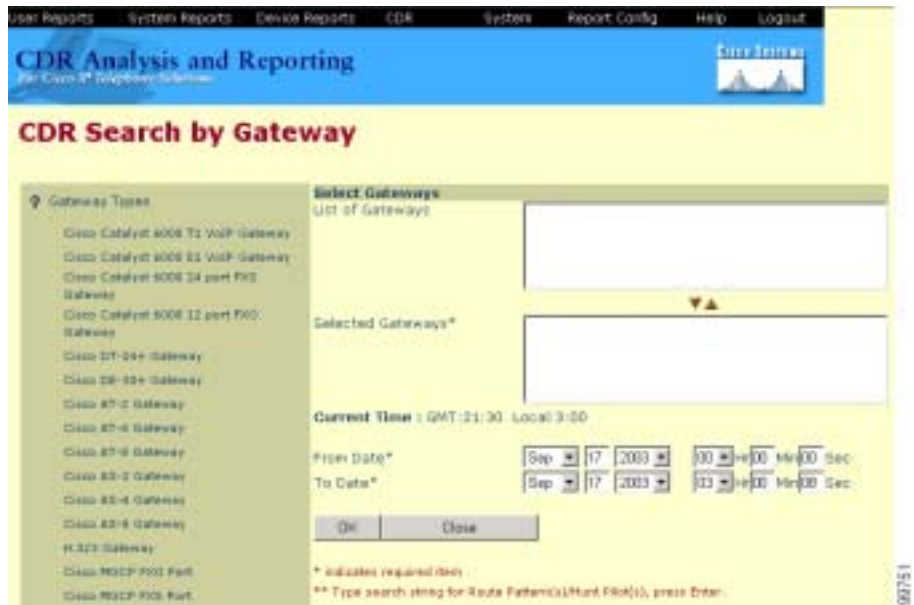 User Reports System Reports Device Reports CDR System Report Config Help Logout
CDR Analysis and Reporting
For Cisco IP Telephony Solutions
Cisco Systems
CDR Search by Gateway
Gateway Types
Cisco Catalyst 6000 T1 VoIP Gateway
Cisco Catalyst 6000 E1 VoIP Gateway
Cisco Catalyst 6000 24 port FXS
Gateway
Cisco Catalyst 6000 12 port FXO
Gateway
Cisco DT-24+ Gateway
Cisco DE-30+ Gateway
Cisco AT-2 Gateway
Cisco AT-4 Gateway
Cisco AT-8 Gateway
Cisco AS-2 Gateway
Cisco AS-4 Gateway
Cisco AS-8 Gateway
H.323 Gateway
Cisco MGCP FXO Port
Cisco MGCP FXS Port
Select Gateways
List of Gateways
Selected Gateways*
Current Time : GMT:21:30 Local 3:00
From Date* Sep 17 2003 00 Hr 00 Min 00 Sec
To Date* Sep 17 2003 03 Hr 00 Min 00 Sec
OK Close
* indicates required item
** Type search string for Route Pattern(s)/Hunt Pilot(s), press Enter.
99751